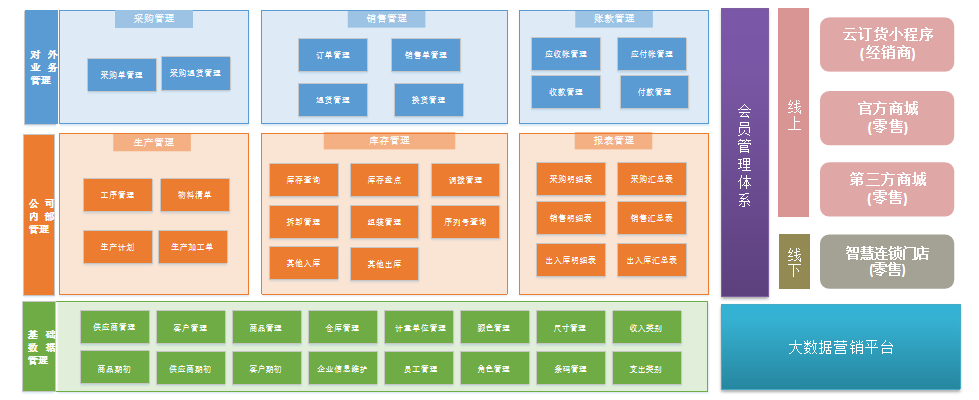 对外
业务
管理
采购管理
采购单管理
采购退货管理
销售管理
订单管理
销售单管理
退货管理
换货管理
账款管理
应收帐管理
应付帐管理
收款管理
付款管理
公司
内部
管理
生产管理
工序管理
物料清单
生产计划
生产加工单
库存管理
库存查询
库存盘点
调拨管理
拆卸管理
组装管理
序列号查询
其他入库
其他出库
报表管理
采购明细表
采购汇总表
销售明细表
销售汇总表
出入库明细表
出入库汇总表
基础
数据
管理
供应商管理
客户管理
商品管理
仓库管理
计量单位管理
颜色管理
尺寸管理
收入类别
商品期初
供应商期初
客户期初
企业信息维护
员工管理
角色管理
条码管理
支出类别
会员管理体系
线上
云订货小程序
(经销商)
官方商城
(零售)
第三方商城
(零售)
线下
智慧连锁门店
(零售)
大数据营销平台